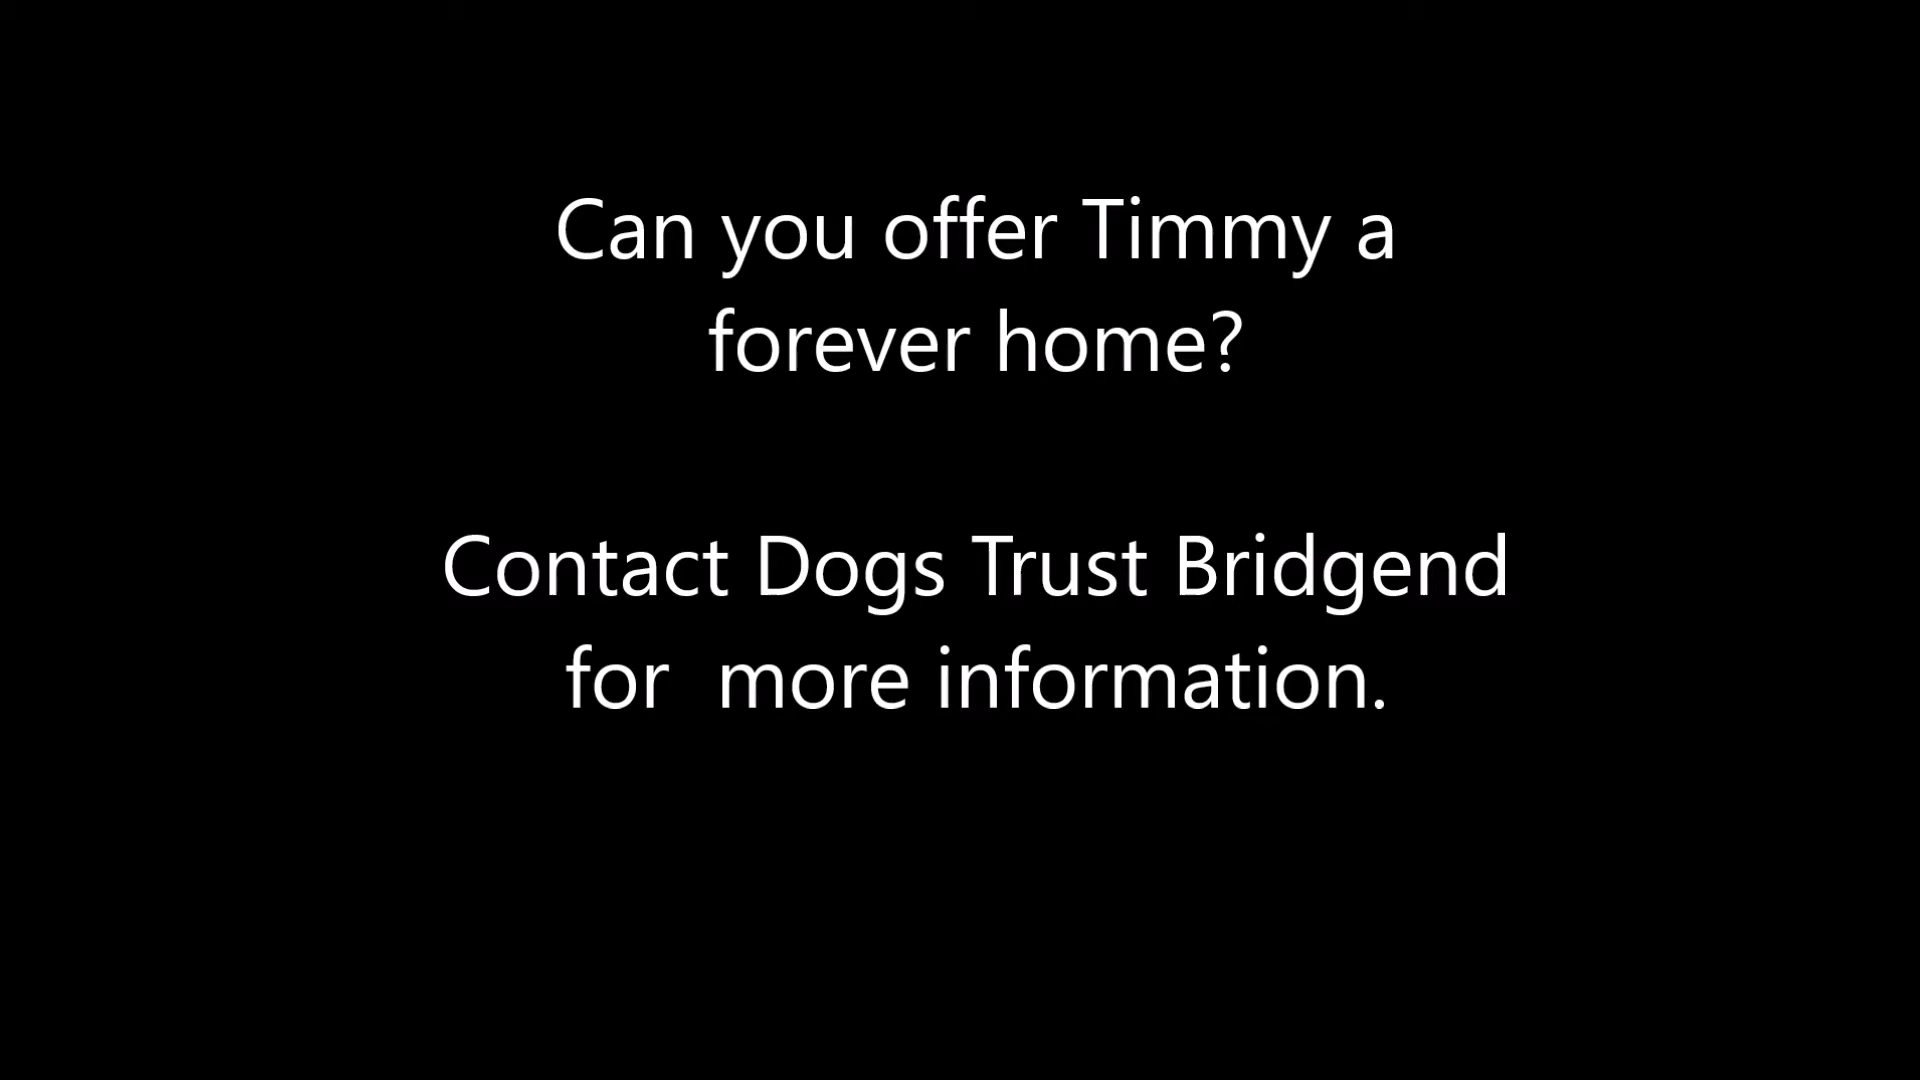 Can you offer Timmy a
forever home?
Contact Dogs Trust Bridgend
for  more information.